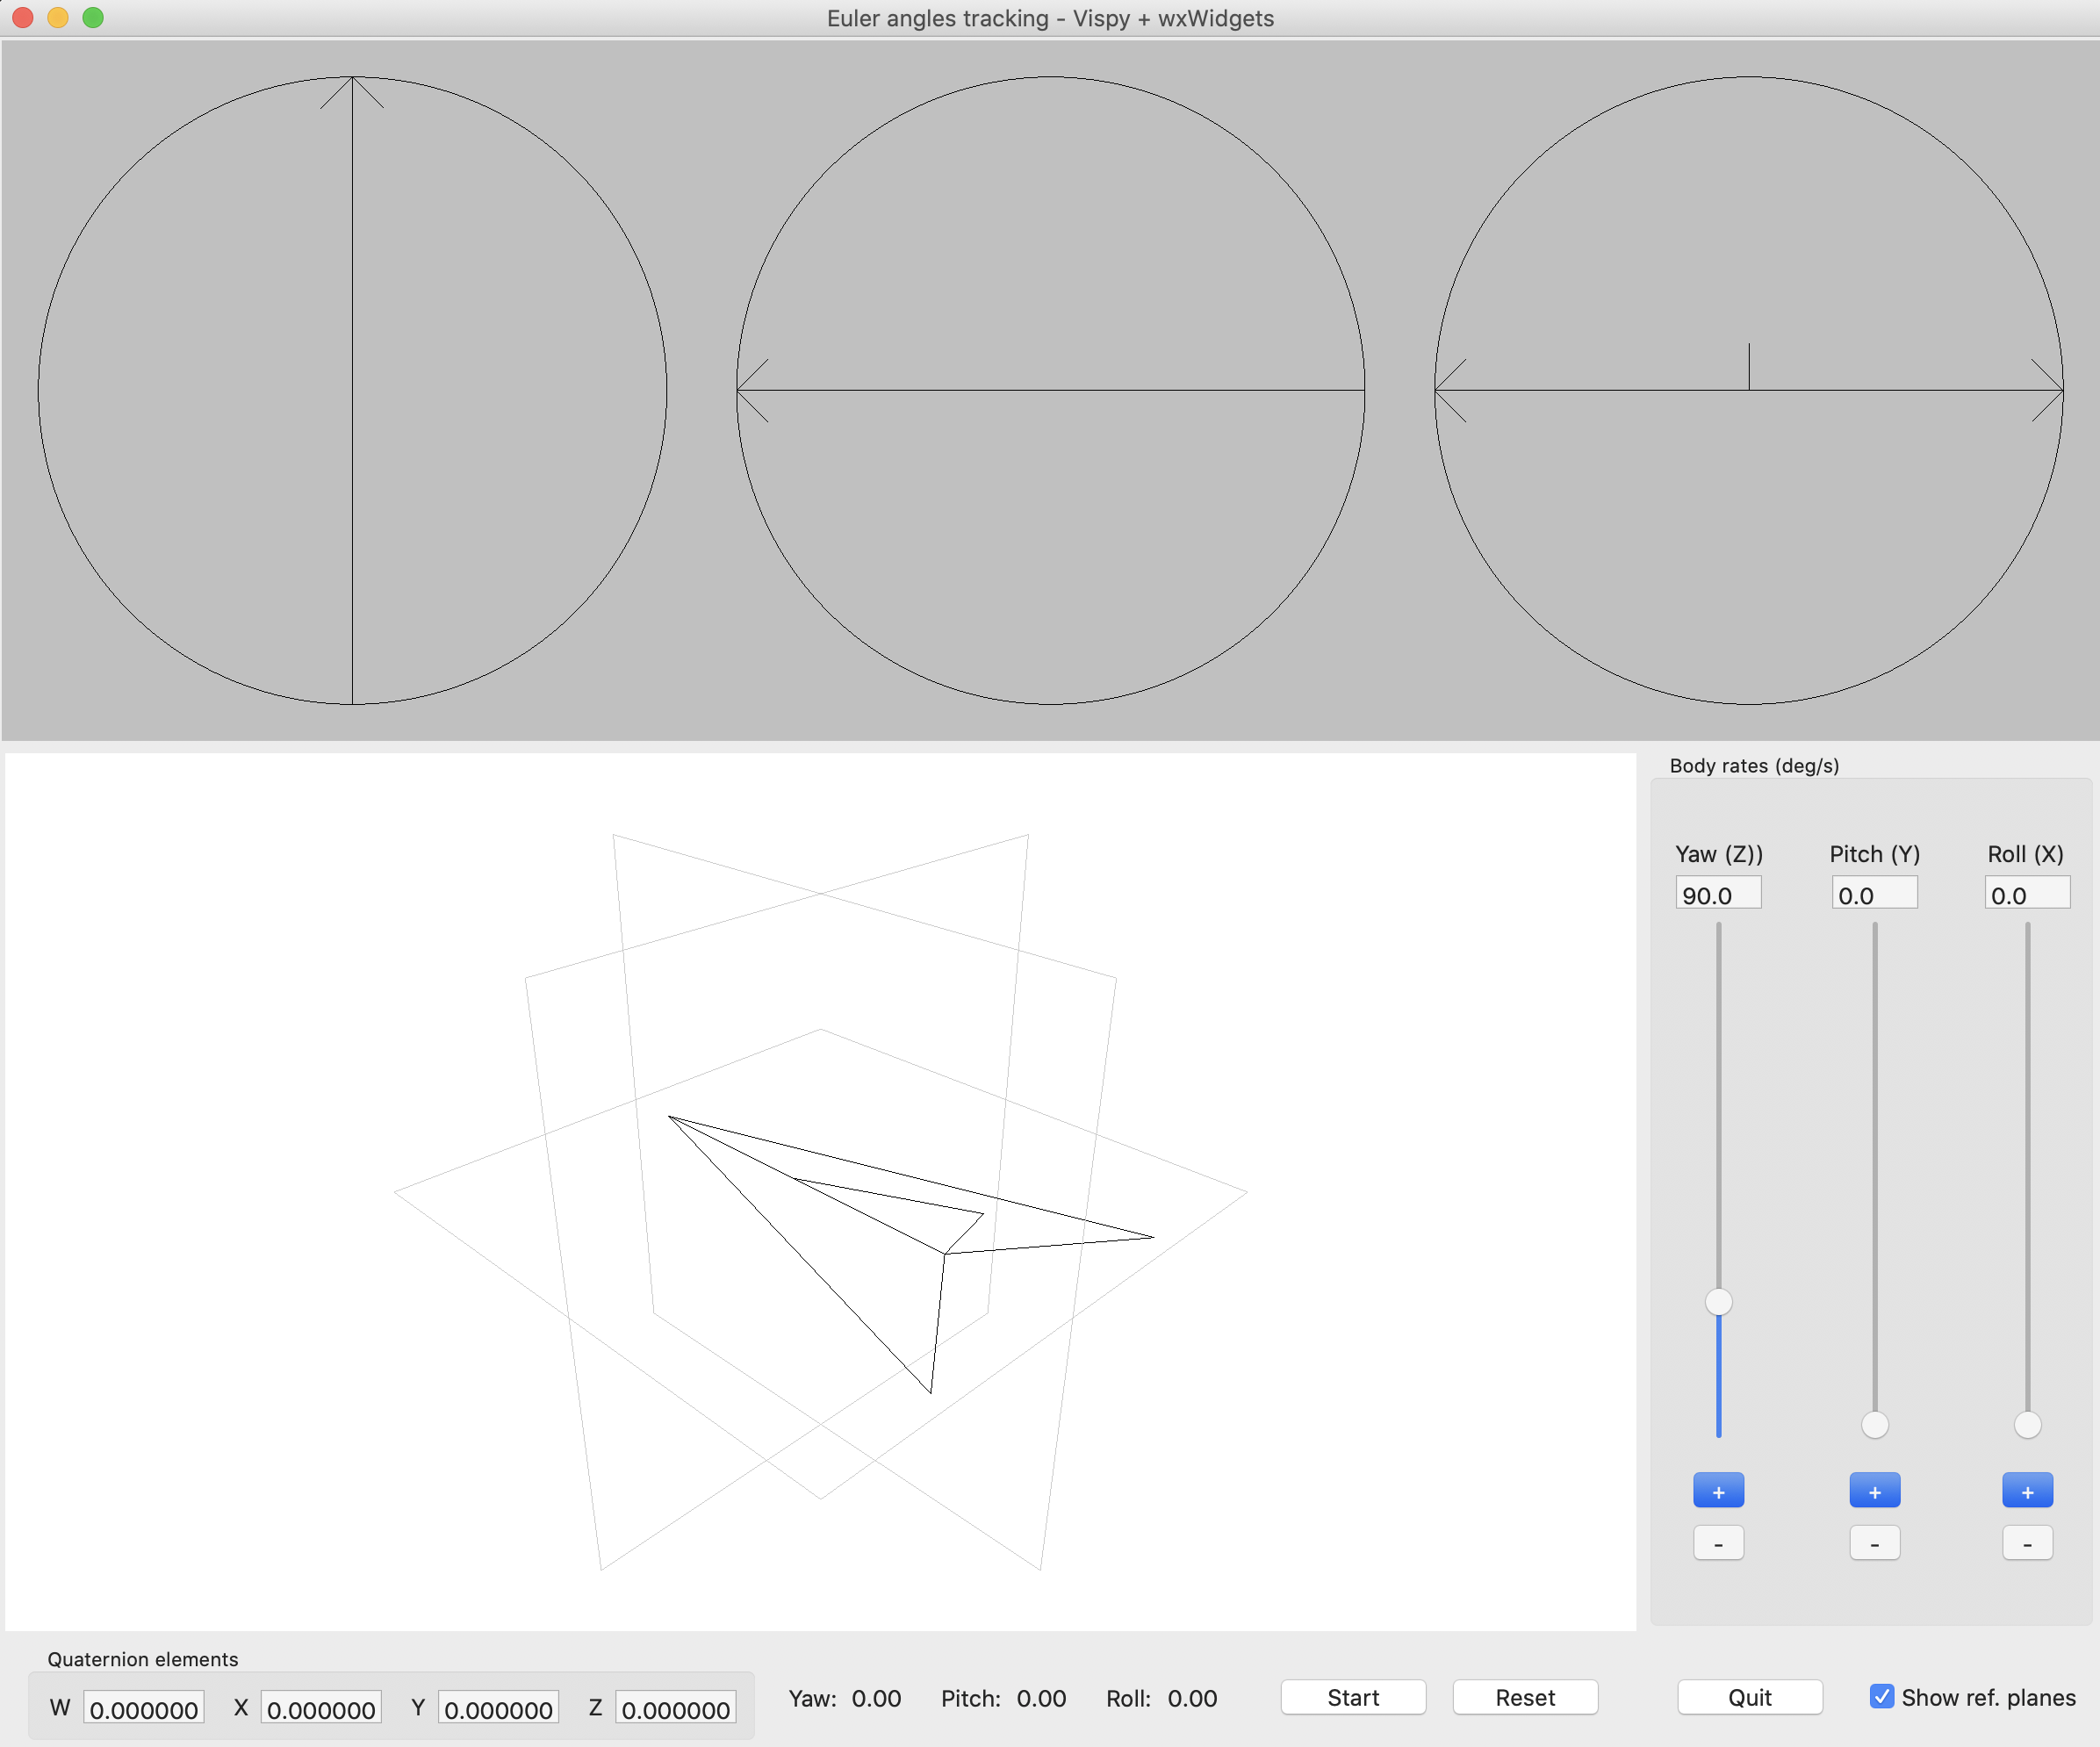 Euler angles tracking - Vispy + wxWidgets
Body rates (deg/s)
Yaw (Z)) Pitch (Y) Roll (X)
90.0 0.0 0.0
+ + +
- - -
Quaternion elements
W 0.000000 X 0.000000 Y 0.000000 Z 0.000000 Yaw: 0.00 Pitch: 0.00 Roll: 0.00 Start Reset Quit Show ref. planes